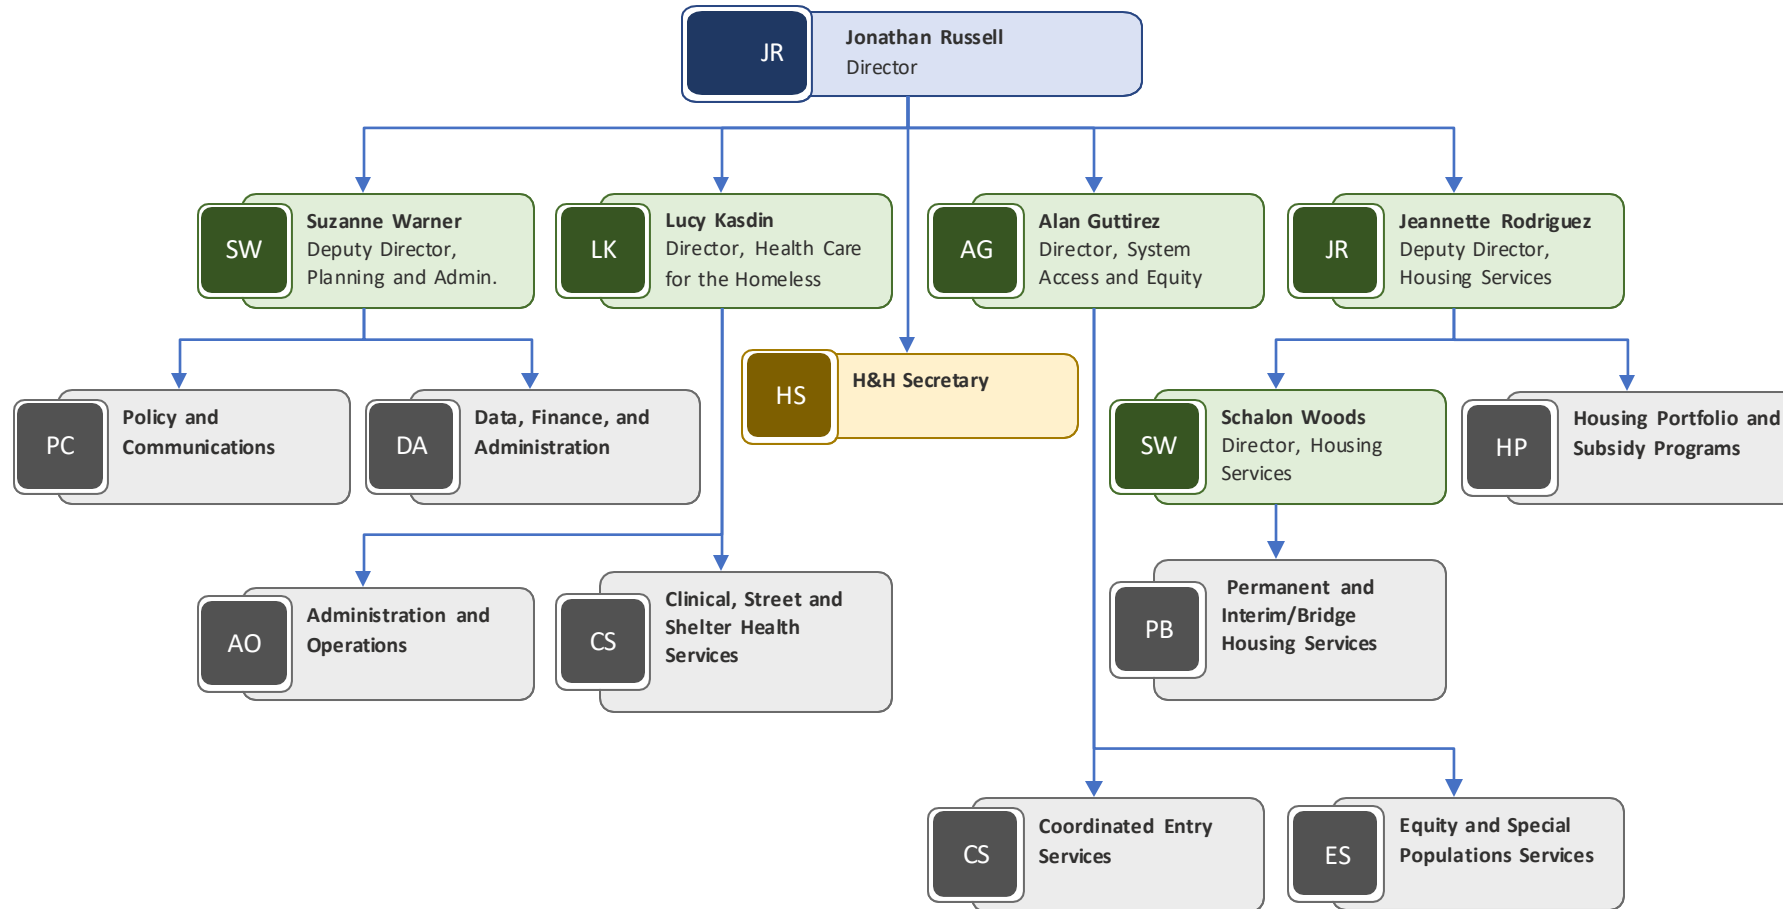 JR
Jonathan Russell
Director
SW
Suzanne Warner
Deputy Director,
Planning and Admin.
LK
Lucy Kasdin
Director, Health Care
for the Homeless
AG
Alan Guttirez
Director, System
Access and Equity
JR
Jeannette Rodriguez
Deputy Director,
Housing Services
HS
H&H Secretary
PC
Policy and
Communications
DA
Data, Finance, and
Administration
SW
Schalon Woods
Director, Housing
Services
HP
Housing Portfolio and
Subsidy Programs
AO
Administration and
Operations
CS
Clinical, Street and
Shelter Health
Services
PB
Permanent and
Interim/Bridge
Housing Services
CS
Coordinated Entry
Services
ES
Equity and Special
Populations Services